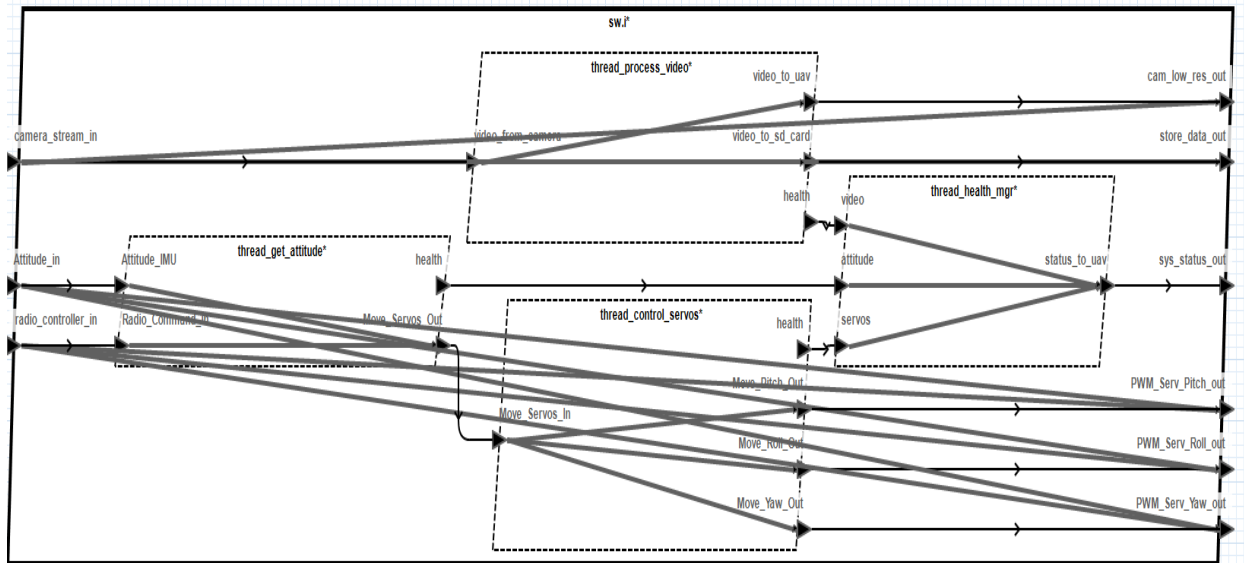 sw.i*
thread_process_video*
video_to_uav
cam_low_res_out
camera_stream_in
video_from_camera
video_to_sd_card
store_data_out
health
video
thread_health_mgr*
thread_get_attitude*
Attitude_in
Attitude_IMU
health
attitude
status_to_uav
sys_status_out
radio_controller_in
Radio_Command_In
Move_Servos_Out
thread_control_servos*
health
servos
Move_Pitch_Out
PWM_Serv_Pitch_out
Move_Servos_In
Move_Roll_Out
PWM_Serv_Roll_out
Move_Yaw_Out
PWM_Serv_Yaw_out